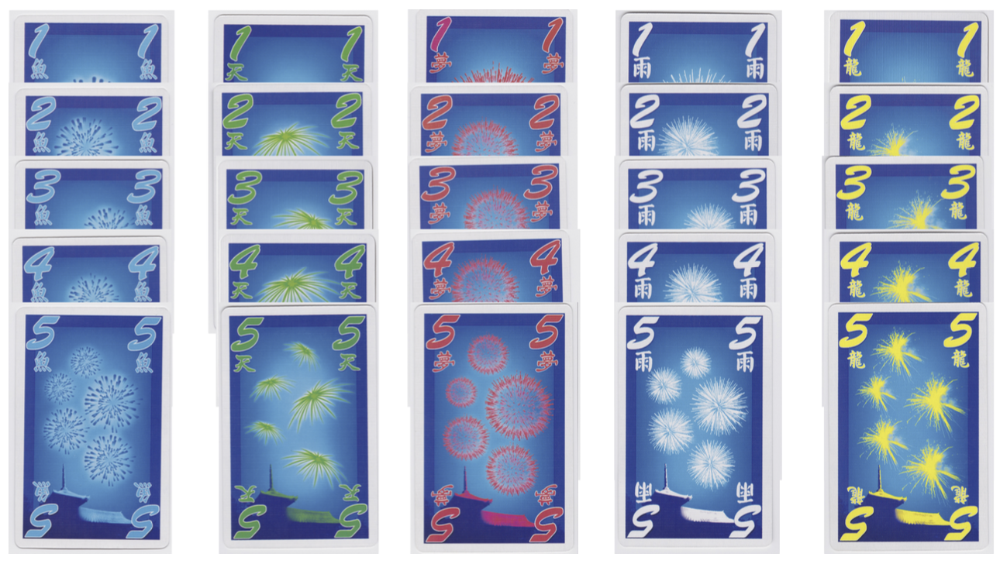 1 1 1 1 1 1 1 1 1 1
魚 魚 天 天 夢 夢 雨 雨 龍 龍
2 2 2 2 2 2 2 2 2 2
魚 魚 天 天 夢 夢 雨 雨 龍 龍
3 3 3 3 3 3 3 3 3 3
魚 魚 天 天 夢 夢 雨 雨 龍 龍
4 4 4 4 4 4 4 4 4 4
魚 魚 天 天 夢 夢 雨 雨 龍 龍
5 5 5 5 5 5 5 5 5 5
魚 魚 天 天 夢 夢 雨 雨 龍 龍
魚 魚 天 天 夢 夢 雨 雨 龍 龍
5 5 5 5 5 5 5 5 5 5